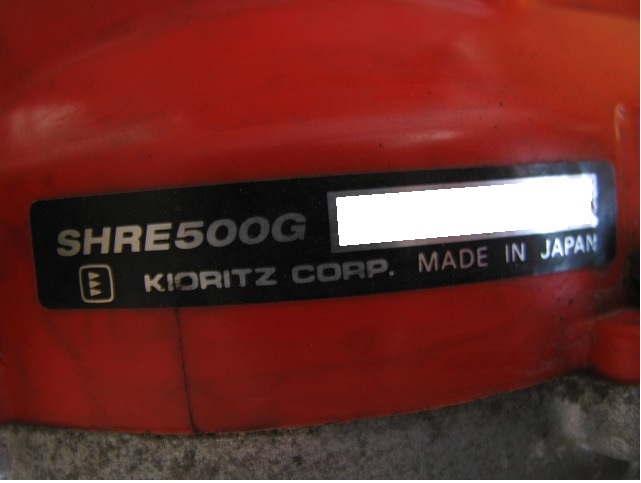 SHRE500G
KIORITZ CORP. MADE IN JAPAN